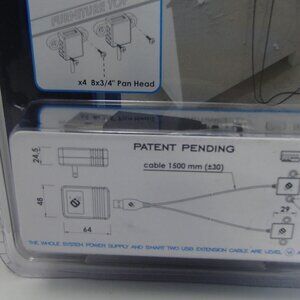 FURNITURE TOP
x4 8x3/4" Pan Head
PATENT PENDING
cable 1500 mm (±30)
24,5
48
64
29
THE WHOLE SYSTEM POWER SUPPLY AND SMART TWO USB EXTENSION CABLE ARE LEVEL